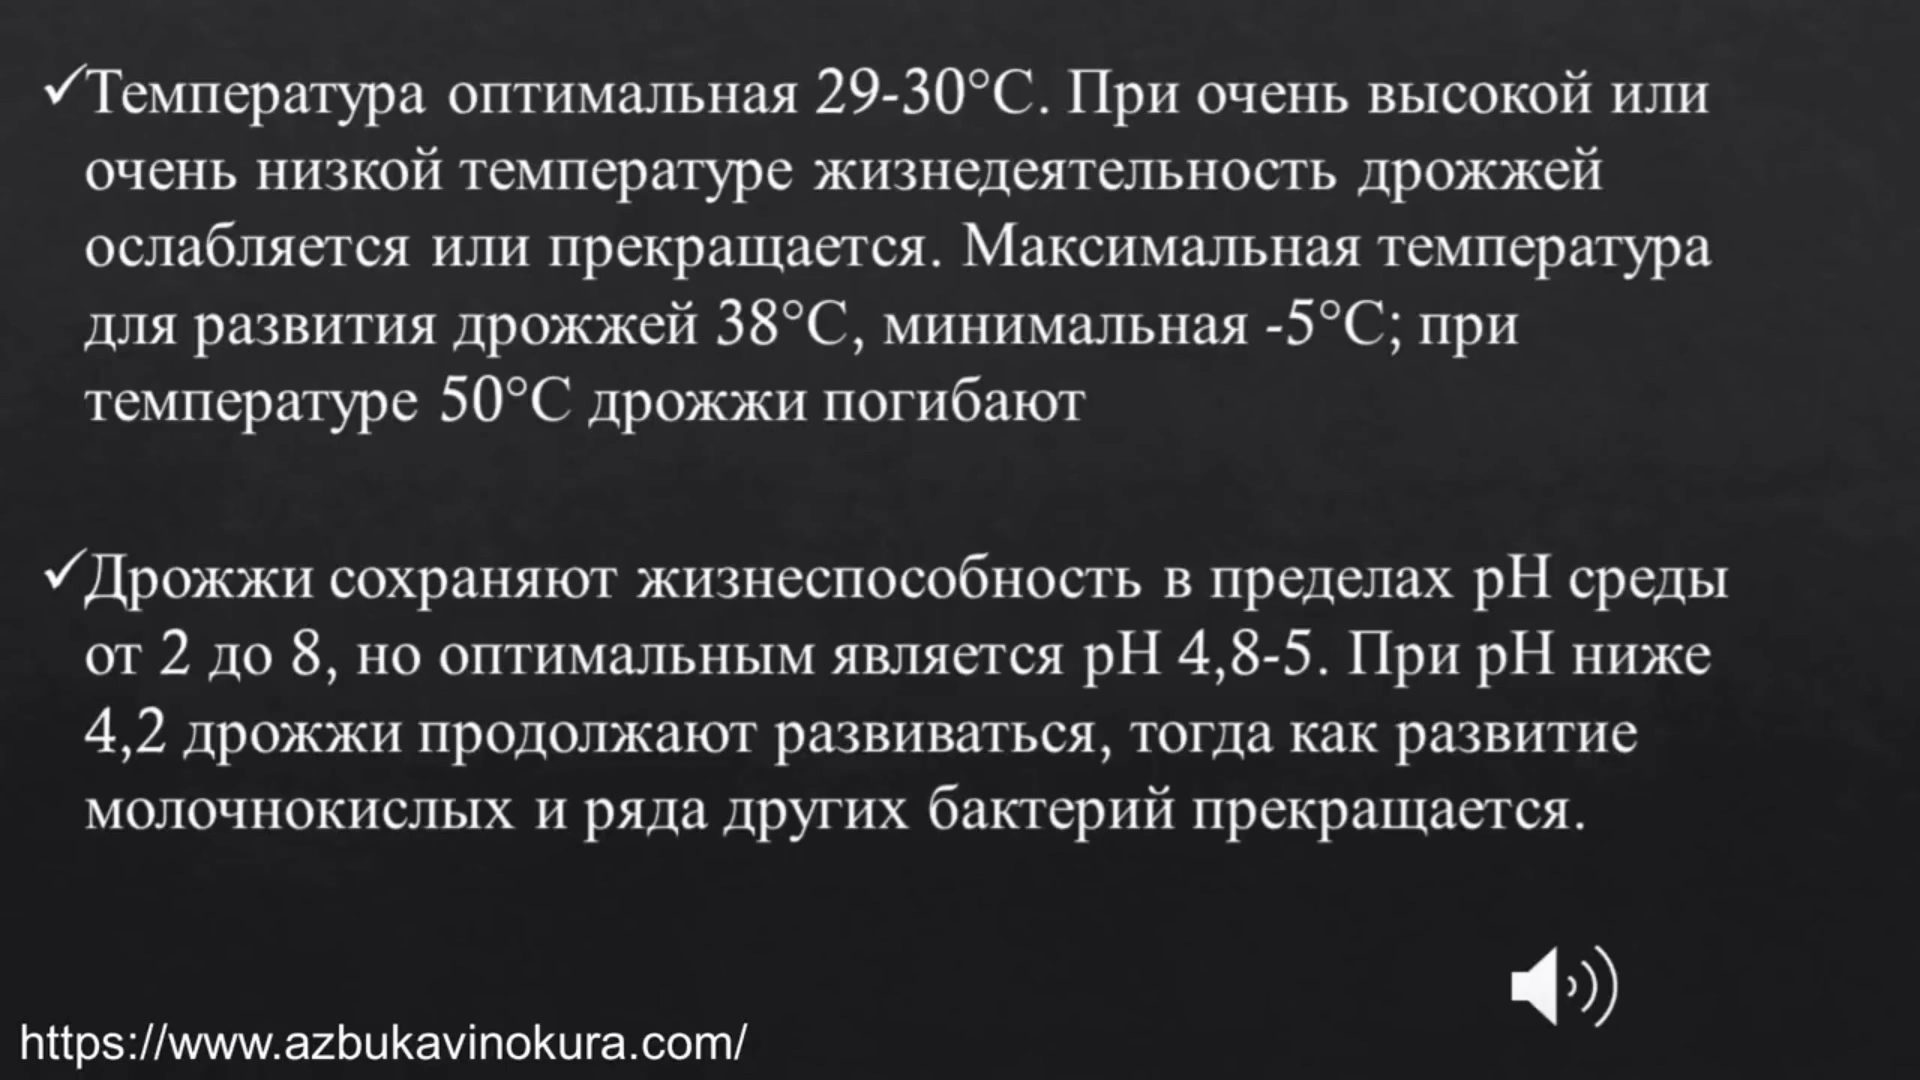 ✓Температура оптимальная 29-30°C. При очень высокой или
очень низкой температуре жизнедеятельность дрожжей
ослабляется или прекращается. Максимальная температура
для развития дрожжей 38°C, минимальная -5°C; при
температуре 50°C дрожжи погибают
✓Дрожжи сохраняют жизнеспособность в пределах pH среды
от 2 до 8, но оптимальным является pH 4,8-5. При pH ниже
4,2 дрожжи продолжают развиваться, тогда как развитие
молочнокислых и ряда других бактерий прекращается.
https://www.azbukavinokura.com/